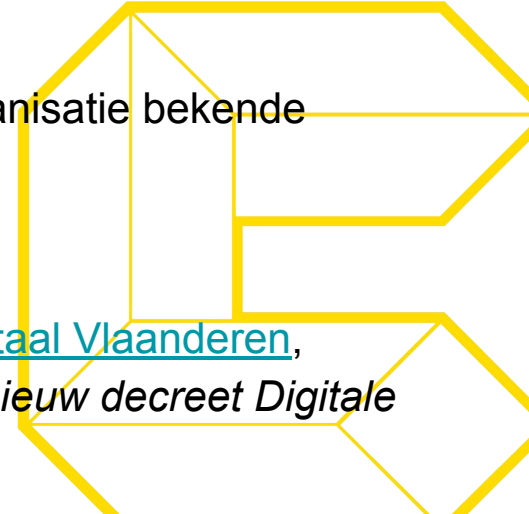 anisatie bekende
taal Vlaanderen,
ieuw decreet Digitale